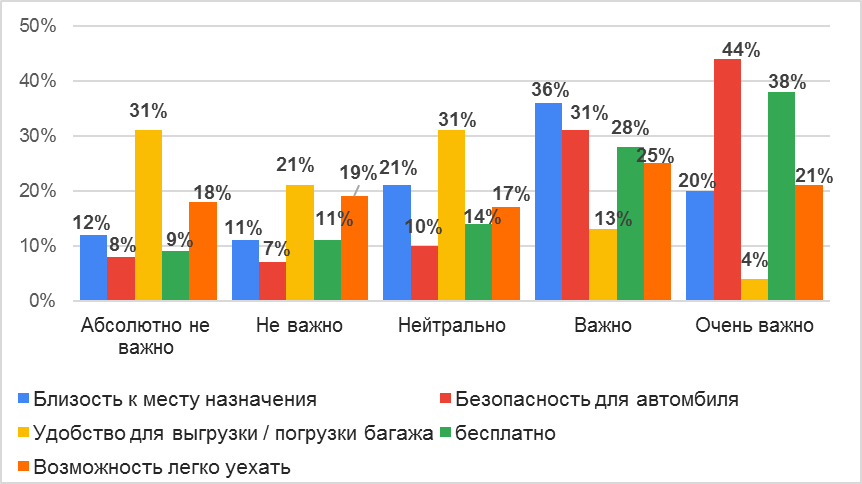 50%
40%
30%
20%
10%
0%
12%
8%
31%
9%
18%
11%
7%
21%
11%
19%
21%
10%
31%
14%
17%
36%
31%
13%
28%
25%
20%
44%
4%
38%
21%
Абсолютно не
важно
Не важно
Нейтрально
Важно
Очень важно
Близость к месту назначения
Безопасность для автомбиля
Удобство для выгрузки / погрузки багажа
бесплатно
Возможность легко уехать